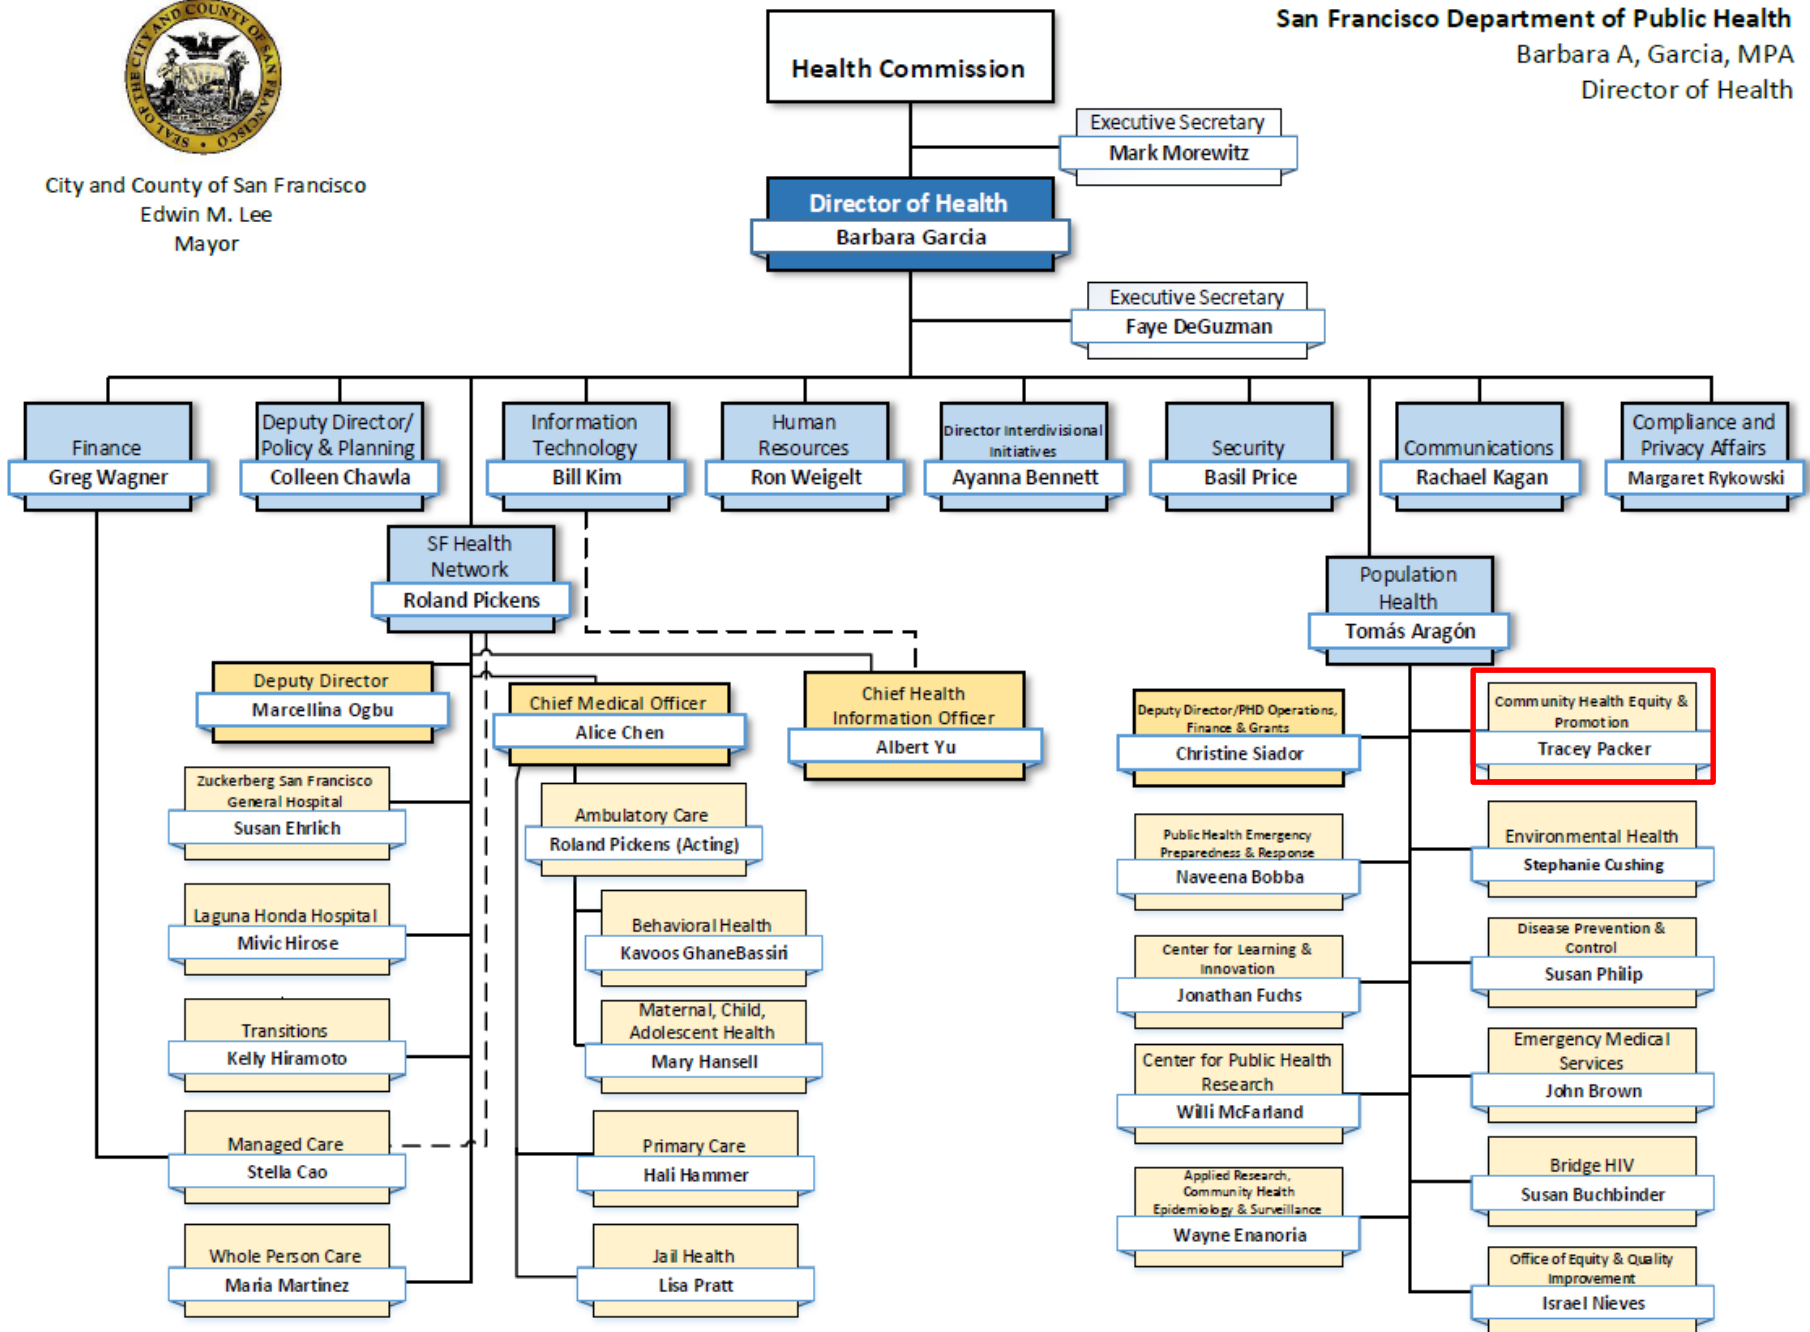 SEAL OF THE CITY AND COUNTY OF SAN FRANCISCO
City and County of San Francisco
Edwin M. Lee
Mayor
San Francisco Department of Public Health
Barbara A, Garcia, MPA
Director of Health
Health Commission
Executive Secretary
Mark Morewitz
Director of Health
Barbara Garcia
Executive Secretary
Faye DeGuzman
Finance
Greg Wagner
Deputy Director/
Policy & Planning
Colleen Chawla
Information
Technology
Bill Kim
Human
Resources
Ron Weigelt
Director Interdivisional
Initiatives
Ayanna Bennett
Security
Basil Price
Communications
Rachael Kagan
Compliance and
Privacy Affairs
Margaret Rykowski
SF Health
Network
Roland Pickens
Population
Health
Tomás Aragón
Deputy Director
Marcellina Ogbu
Chief Medical Officer
Alice Chen
Chief Health
Information Officer
Albert Yu
Zuckerberg San Francisco
General Hospital
Susan Ehrlich
Laguna Honda Hospital
Mivic Hirose
Transitions
Kelly Hiramoto
Managed Care
Stella Cao
Whole Person Care
Maria Martinez
Ambulatory Care
Roland Pickens (Acting)
Behavioral Health
Kavoos GhaneBassiri
Maternal, Child,
Adolescent Health
Mary Hansell
Primary Care
Hali Hammer
Jail Health
Lisa Pratt
Deputy Director/PHD Operations,
Finance & Grants
Christine Siador
Public Health Emergency
Preparedness & Response
Naveena Bobba
Center for Learning &
Innovation
Jonathan Fuchs
Center for Public Health
Research
Willi McFarland
Applied Research,
Community Health
Epidemiology & Surveillance
Wayne Enanoria
Community Health Equity &
Promotion
Tracey Packer
Environmental Health
Stephanie Cushing
Disease Prevention &
Control
Susan Philip
Emergency Medical
Services
John Brown
Bridge HIV
Susan Buchbinder
Office of Equity & Quality
Improvement
Israel Nieves